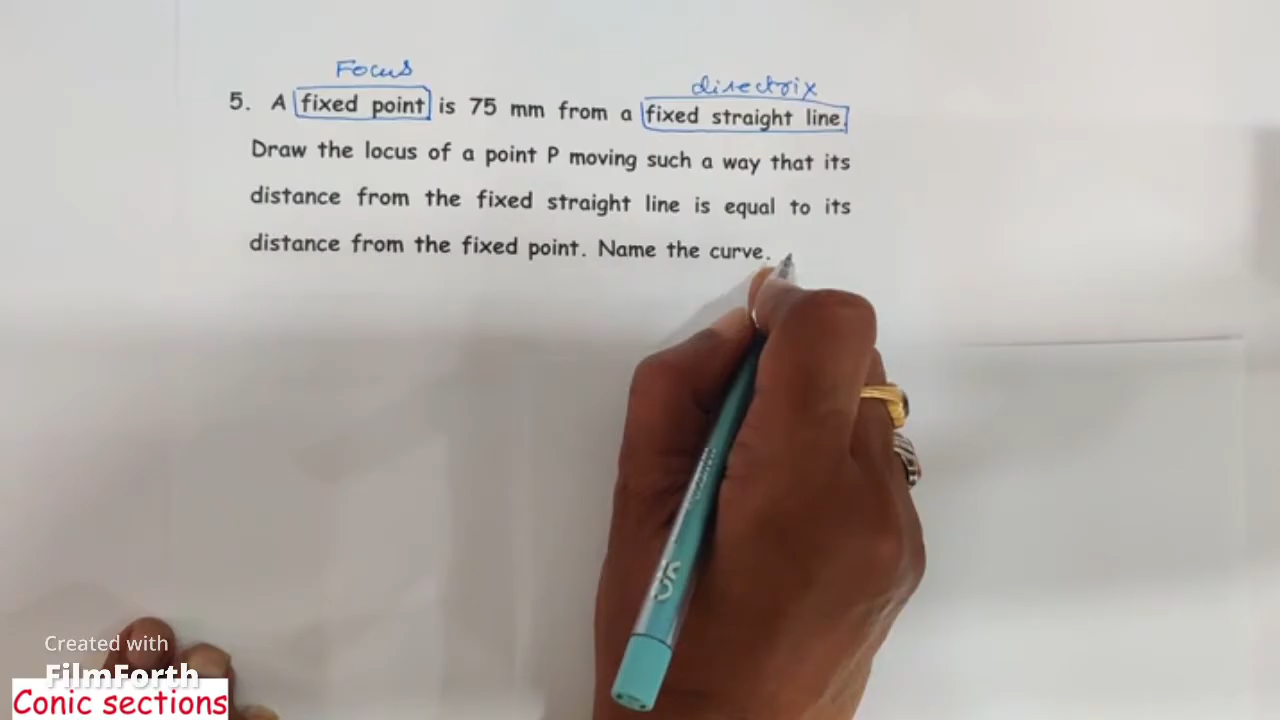 Focus
directrix
5. A fixed point is 75 mm from a fixed straight line.
Draw the locus of a point P moving such a way that its
distance from the fixed straight line is equal to its
distance from the fixed point. Name the curve.
Created with
FilmForth
Conic sections